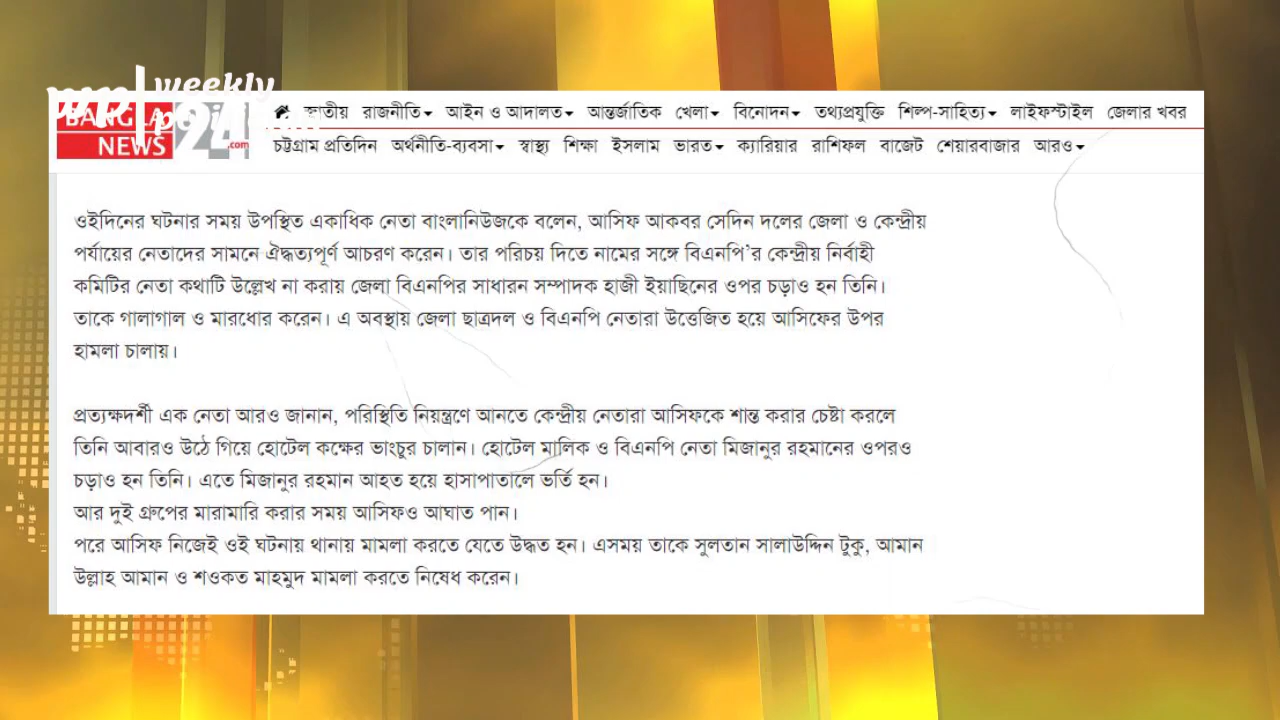 weekly
BANGLA
NEWS 24 .com
জাতীয় রাজনীতি আইন ও আদালত আন্তর্জাতিক খেলা বিনোদন তথ্যপ্রযুক্তি শিল্প-সাহিত্য লাইফস্টাইল জেলার খবর
চট্টগ্রাম প্রতিদিন অর্থনীতি-ব্যবসা স্বাস্থ্য শিক্ষা ইসলাম ভারত ক্যারিয়ার রাশিফল বাজেট শেয়ারবাজার আরও
ওইদিনের ঘটনার সময় উপস্থিত একাধিক নেতা বাংলানিউজকে বলেন, আসিফ আকবর সেদিন দলের জেলা ও কেন্দ্রীয়
পর্যায়ের নেতাদের সামনে ঐদ্ধত্যপূর্ণ আচরণ করেন। তার পরিচয় দিতে নামের সঙ্গে বিএনপি’র কেন্দ্রীয় নির্বাহী
কমিটির নেতা কথাটি উল্লেখ না করায় জেলা বিএনপির সাধারন সম্পাদক হাজী ইয়াছিনের ওপর চড়াও হন তিনি।
তাকে গালাগাল ও মারধোর করেন। এ অবস্থায় জেলা ছাত্রদল ও বিএনপি নেতারা উত্তেজিত হয়ে আসিফের উপর
হামলা চালায়।
প্রত্যক্ষদর্শী এক নেতা আরও জানান, পরিস্থিতি নিয়ন্ত্রণে আনতে কেন্দ্রীয় নেতারা আসিফকে শান্ত করার চেষ্টা করলে
তিনি আবারও উঠে গিয়ে হোটেল কক্ষের ভাংচুর চালান। হোটেল মালিক ও বিএনপি নেতা মিজানুর রহমানের ওপরও
চড়াও হন তিনি। এতে মিজানুর রহমান আহত হয়ে হাসাপাতালে ভর্তি হন।
আর দুই গ্রুপের মারামারি করার সময় আসিফও আঘাত পান।
পরে আসিফ নিজেই ওই ঘটনায় থানায় মামলা করতে যেতে উদ্ধত হন। এসময় তাকে সুলতান সালাউদ্দিন টুকু, আমান
উল্লাহ আমান ও শওকত মাহমুদ মামলা করতে নিষেধ করেন।